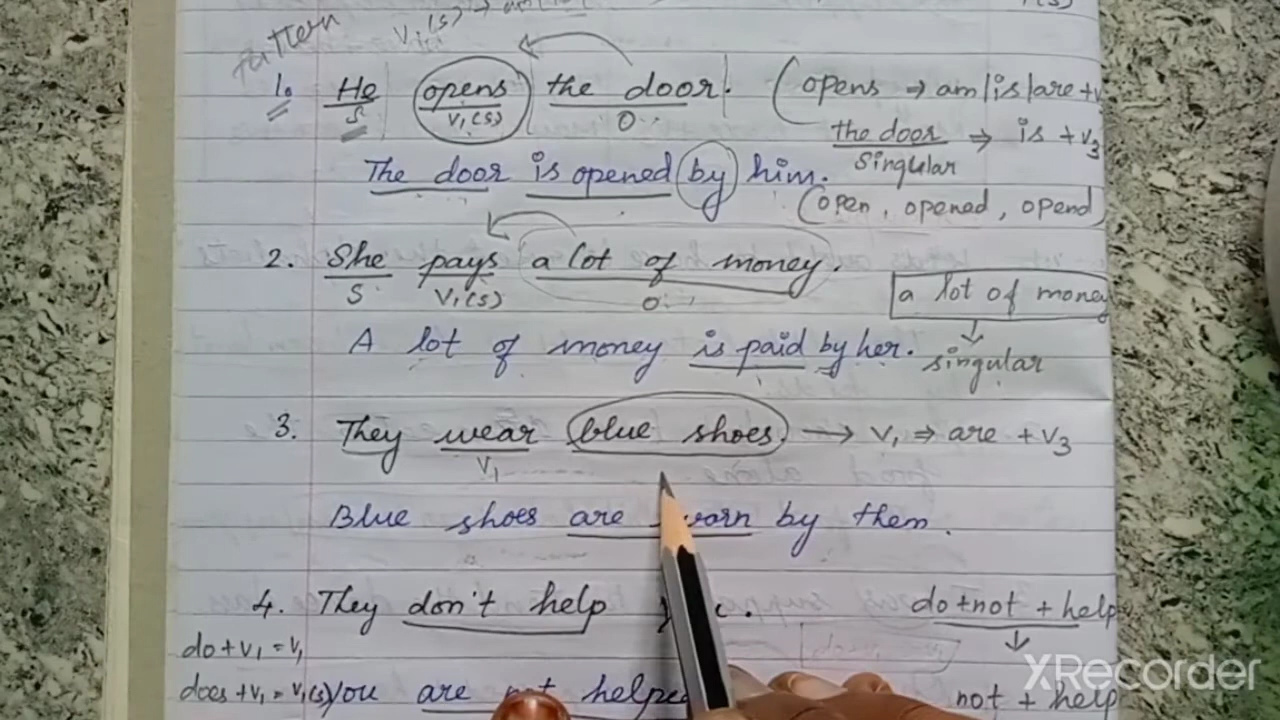 Pattern V₁(s) →
1. He opens the door. (opens ⇒ am/is/are + v
S V₁(s) O the door ⇒ is + v₃
singular
The door is opened by him.
(open, opened, opend)
2. She pays a lot of money.
S V₁(s) O
a lot of money
A lot of money is paid by her. singular
3. They wear blue shoes → V₁ ⇒ are + v₃
V₁
Blue shoes are worn by them.
4. They don't help. do+not + help
do + v₁ = v₁
does + v₁ = v₁(s) You are not helped not + help
XRecorder